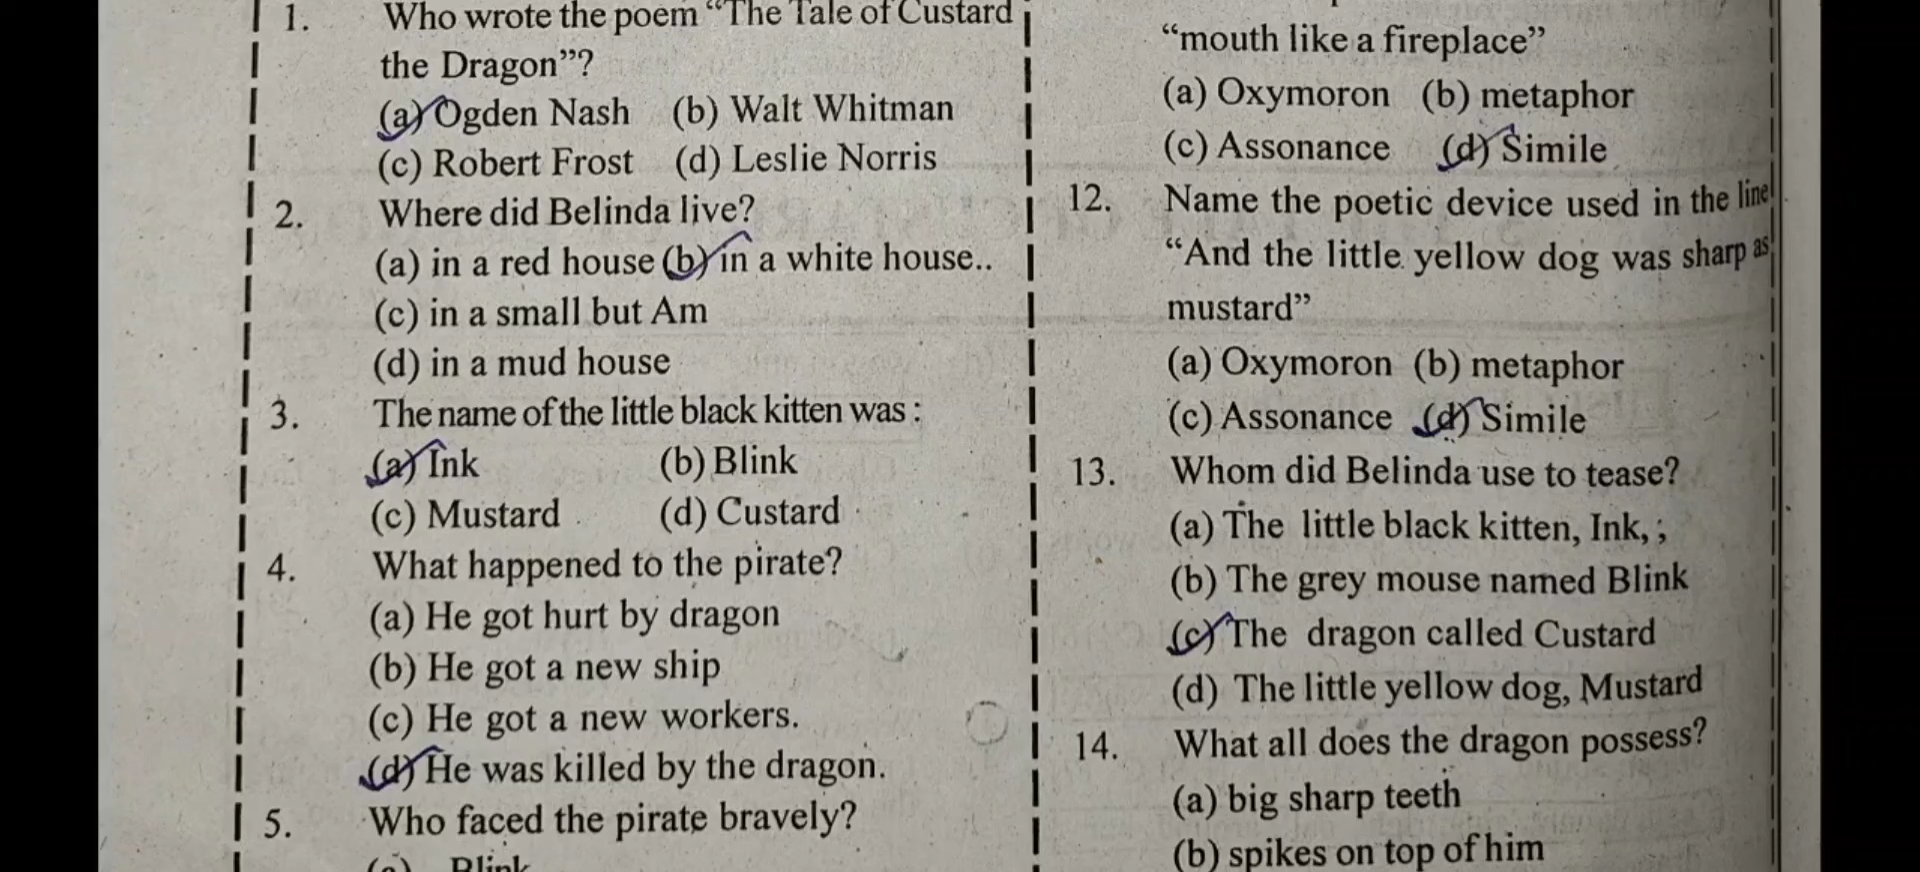 1. Who wrote the poem "The Tale of Custard
the Dragon"?
(a) Ogden Nash (b) Walt Whitman
(c) Robert Frost (d) Leslie Norris
2. Where did Belinda live?
(a) in a red house (b) in a white house..
(c) in a small but Am
(d) in a mud house
3. The name of the little black kitten was :
(a) Ink (b) Blink
(c) Mustard (d) Custard
4. What happened to the pirate?
(a) He got hurt by dragon
(b) He got a new ship
(c) He got a new workers.
(d) He was killed by the dragon.
5. Who faced the pirate bravely?
(a) Blink
"mouth like a fireplace"
(a) Oxymoron (b) metaphor
(c) Assonance (d) Simile
12. Name the poetic device used in the line
"And the little yellow dog was sharp as
mustard"
(a) Oxymoron (b) metaphor
(c) Assonance (d) Simile
13. Whom did Belinda use to tease?
(a) The little black kitten, Ink, ;
(b) The grey mouse named Blink
(c) The dragon called Custard
(d) The little yellow dog, Mustard
14. What all does the dragon possess?
(a) big sharp teeth
(b) spikes on top of him